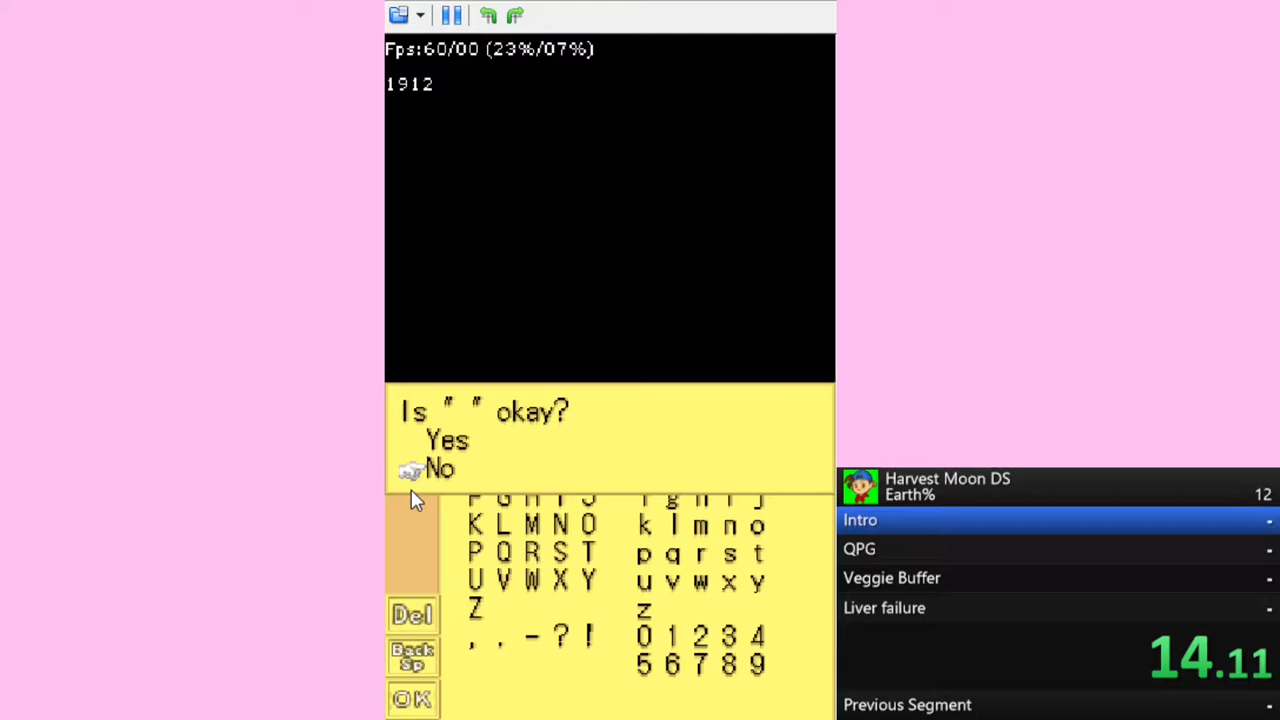 Fps:60/00 (23%/07%)
1912
Is " " okay?
Yes
No
K L M N O k l m n o
P Q R S T p q r s t
U V W X Y u v w x y
Z z
, . - ? ! 0 1 2 3 4
5 6 7 8 9
Del
Back Sp
OK
Harvest Moon DS
Earth% 12
Intro -
QPG -
Veggie Buffer -
Liver failure -
14.11
Previous Segment -